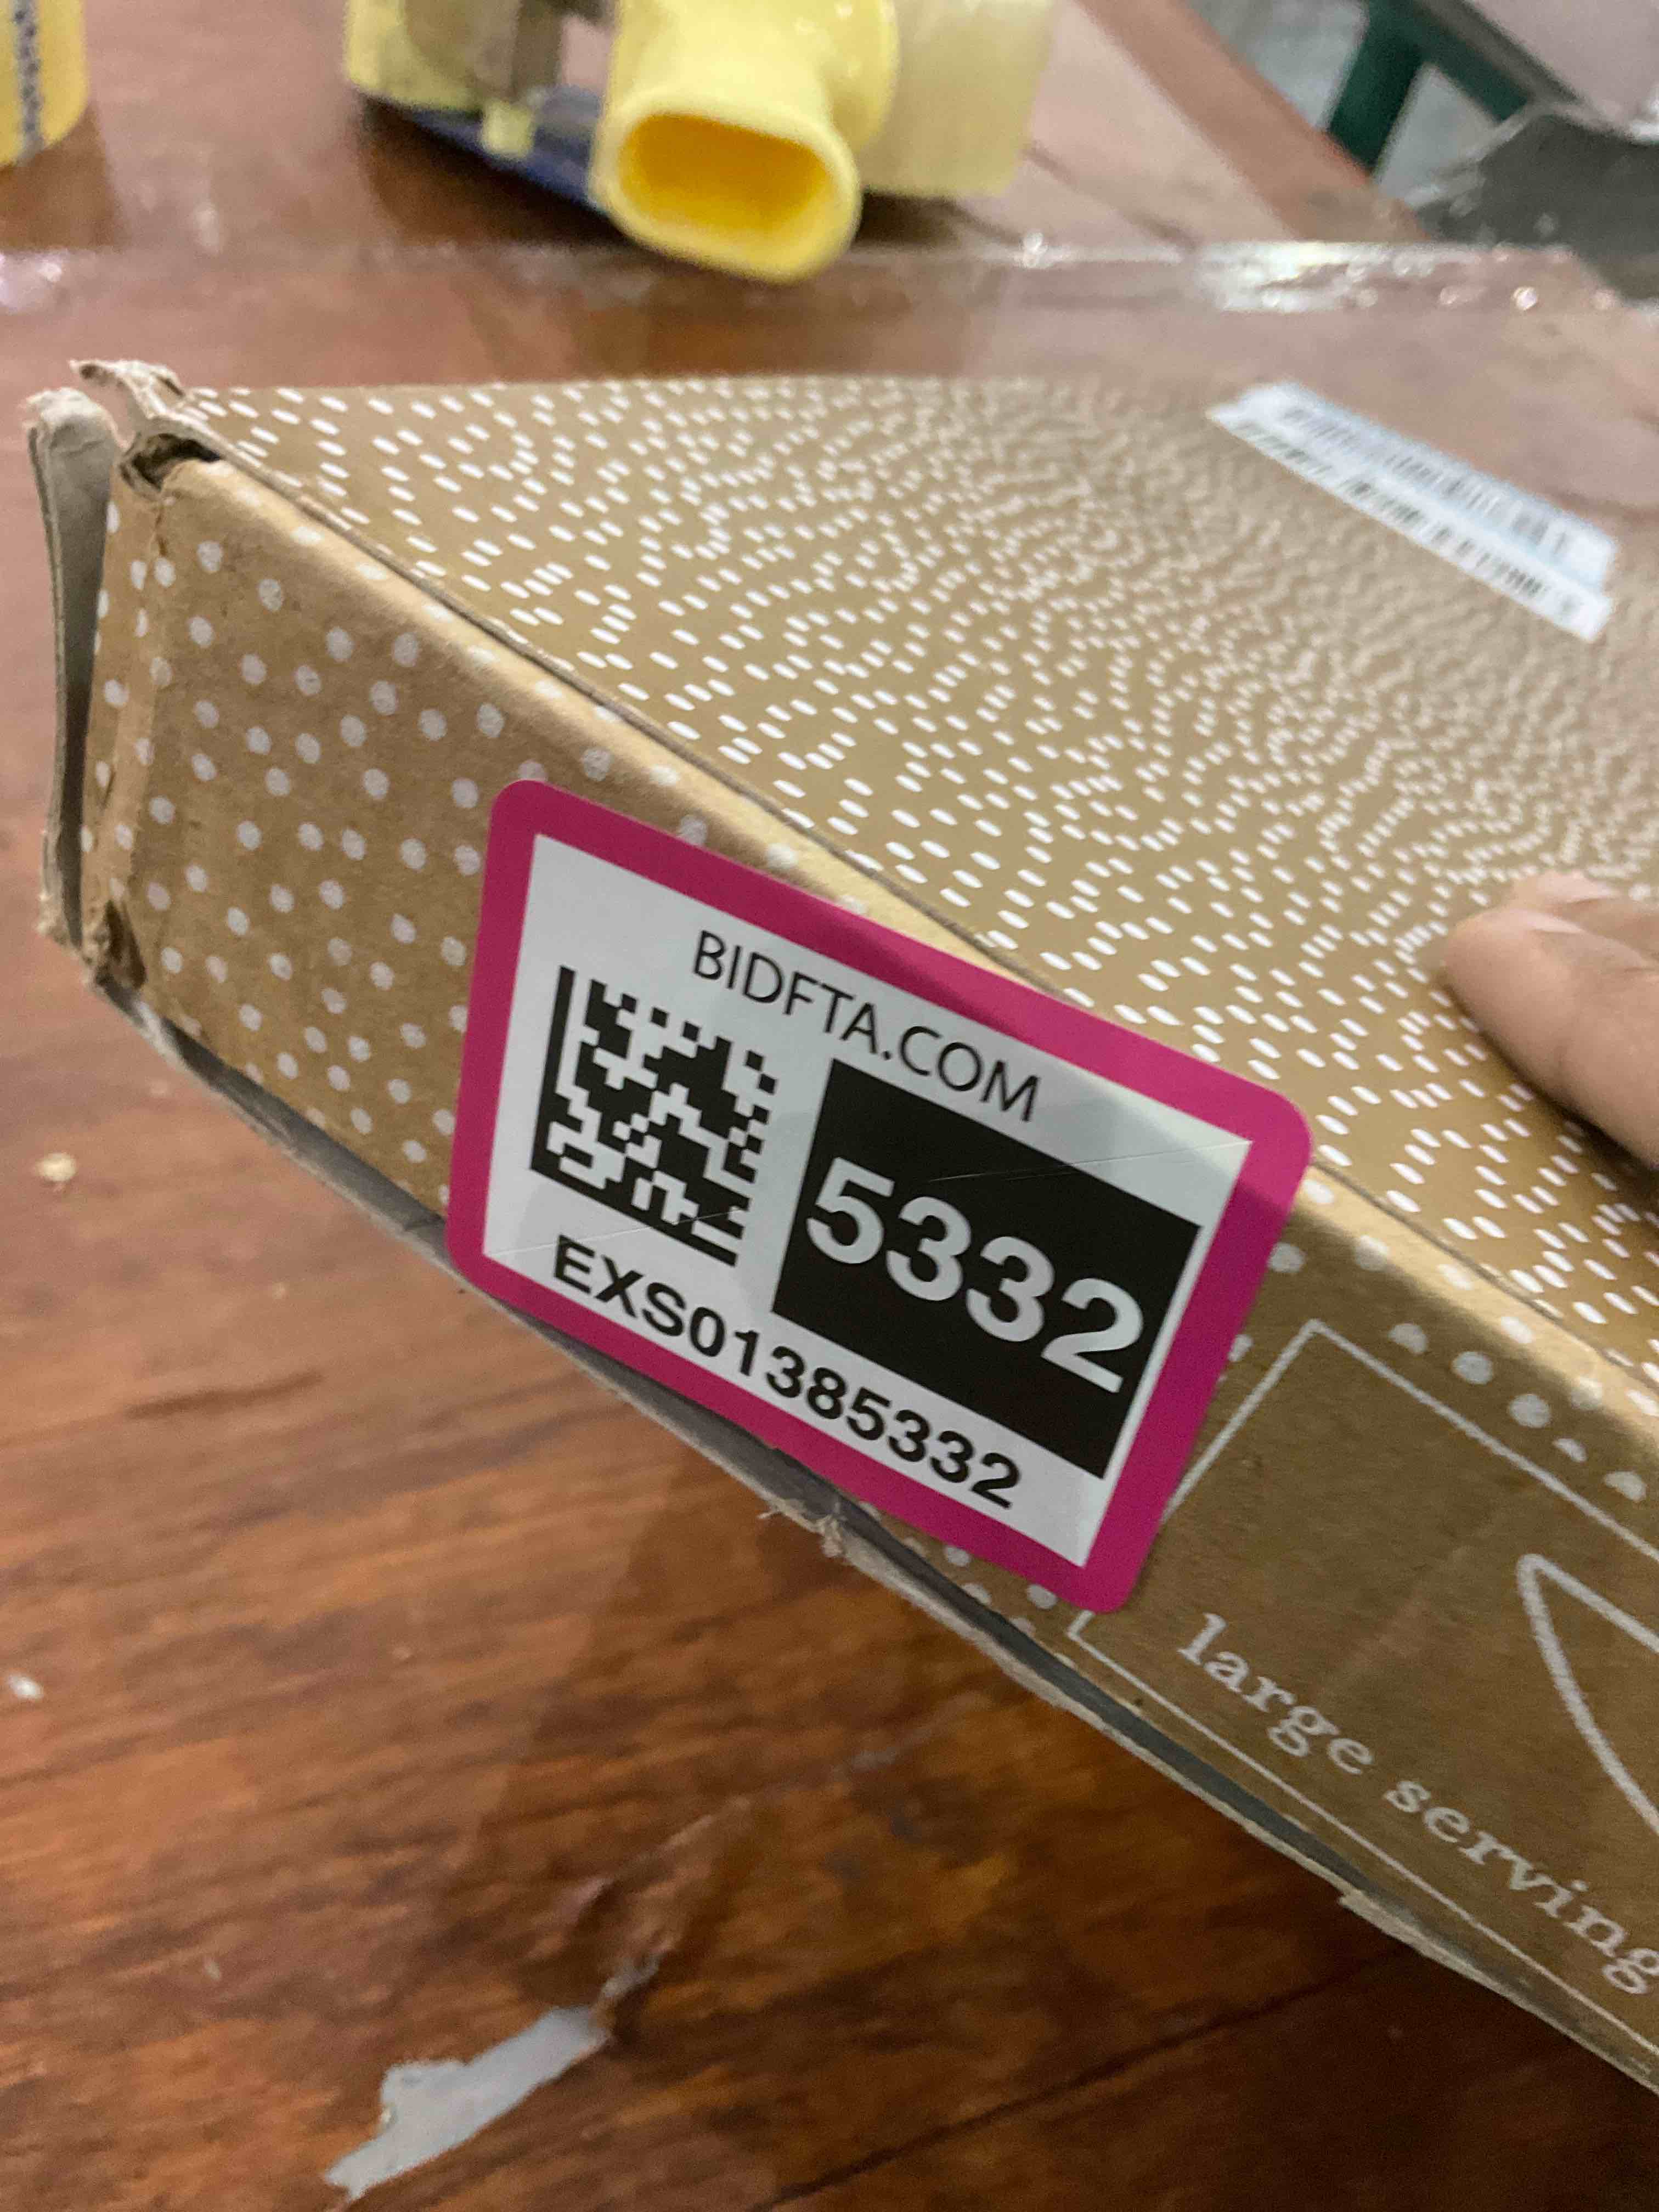 BIDFTA.COM
5332
EXS01385332
large serving